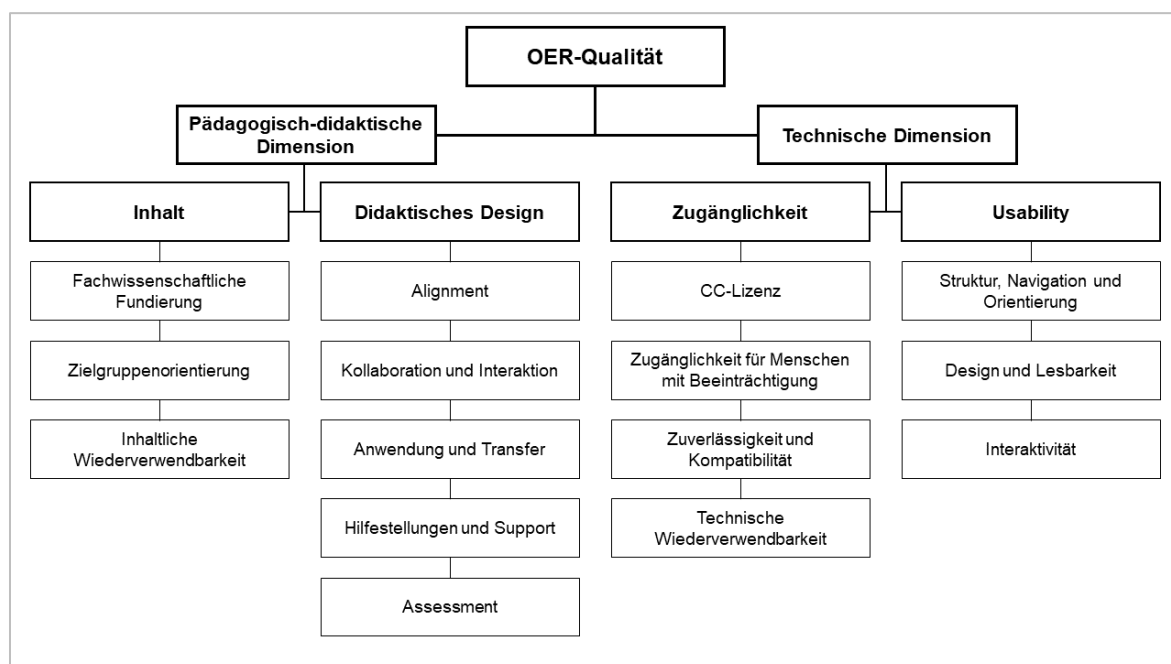 OER-Qualität
Pädagogisch-didaktische
Dimension
Technische Dimension
Inhalt
Didaktisches Design
Zugänglichkeit
Usability
Fachwissenschaftliche
Fundierung
Alignment
CC-Lizenz
Struktur, Navigation und
Orientierung
Zielgruppenorientierung
Kollaboration und Interaktion
Zugänglichkeit für Menschen
mit Beeinträchtigung
Design und Lesbarkeit
Inhaltliche
Wiederverwendbarkeit
Anwendung und Transfer
Zuverlässigkeit und
Kompatibilität
Interaktivität
Hilfestellungen und Support
Technische
Wiederverwendbarkeit
Assessment